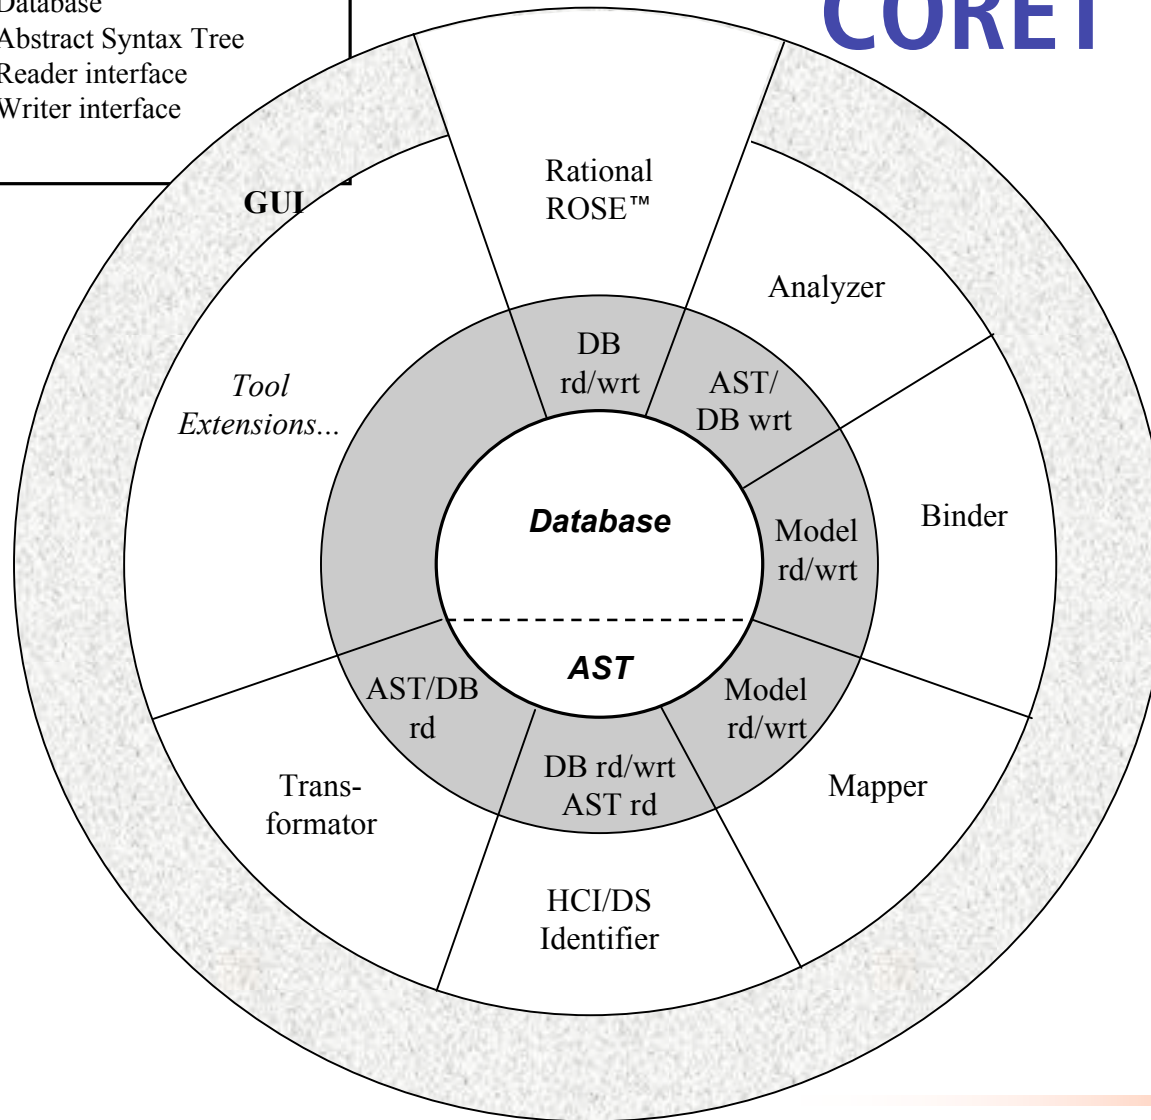 Database
Abstract Syntax Tree
Reader interface
Writer interface
CORET
GUI
Rational
ROSE™
Analyzer
DB
rd/wrt
AST/
DB wrt
Tool
Extensions...
Database
Model
rd/wrt
Binder
AST
AST/DB
rd
Model
rd/wrt
DB rd/wrt
AST rd
Trans-
formator
Mapper
HCI/DS
Identifier